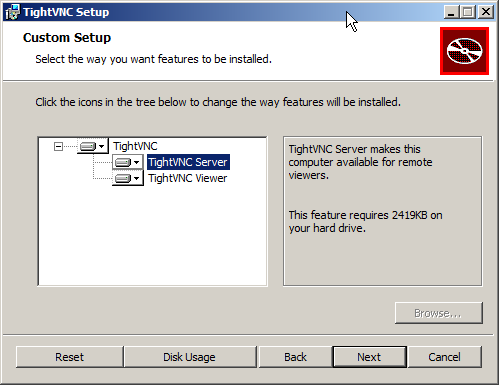 TightVNC Setup
Custom Setup
Select the way you want features to be installed.
Click the icons in the tree below to change the way features will be installed.
TightVNC
TightVNC Server
TightVNC Viewer
TightVNC Server makes this
computer available for remote
viewers.
This feature requires 2419KB on
your hard drive.
Browse...
Reset
Disk Usage
Back
Next
Cancel